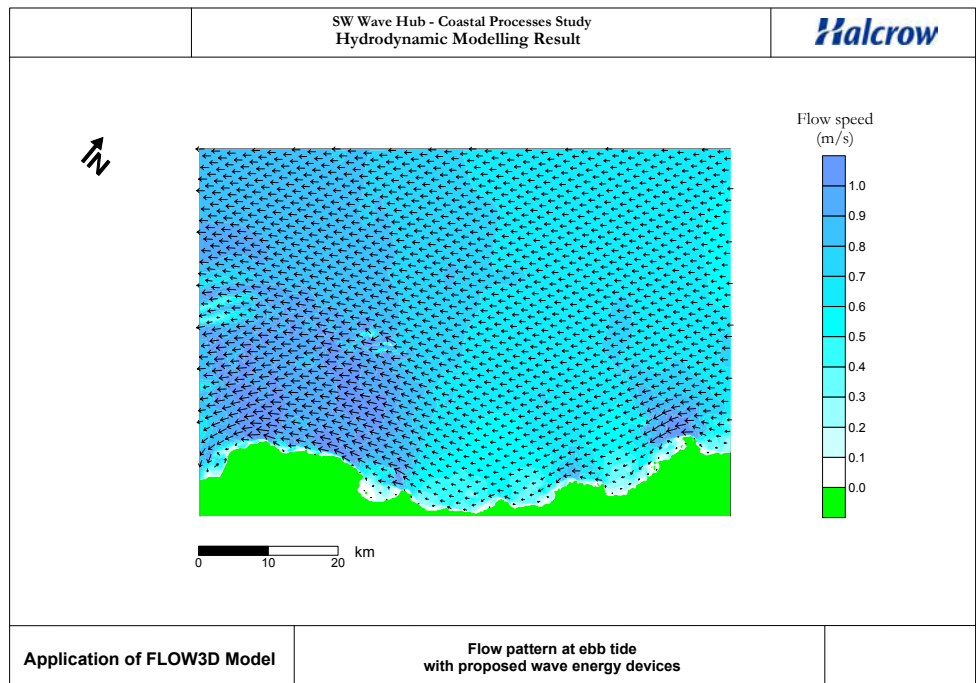 SW Wave Hub - Coastal Processes Study
Hydrodynamic Modelling Result
Halcrow
N
Flow speed
(m/s)
1.0
0.9
0.8
0.7
0.6
0.5
0.4
0.3
0.2
0.1
0.0
km
0 10 20
Application of FLOW3D Model
Flow pattern at ebb tide
with proposed wave energy devices